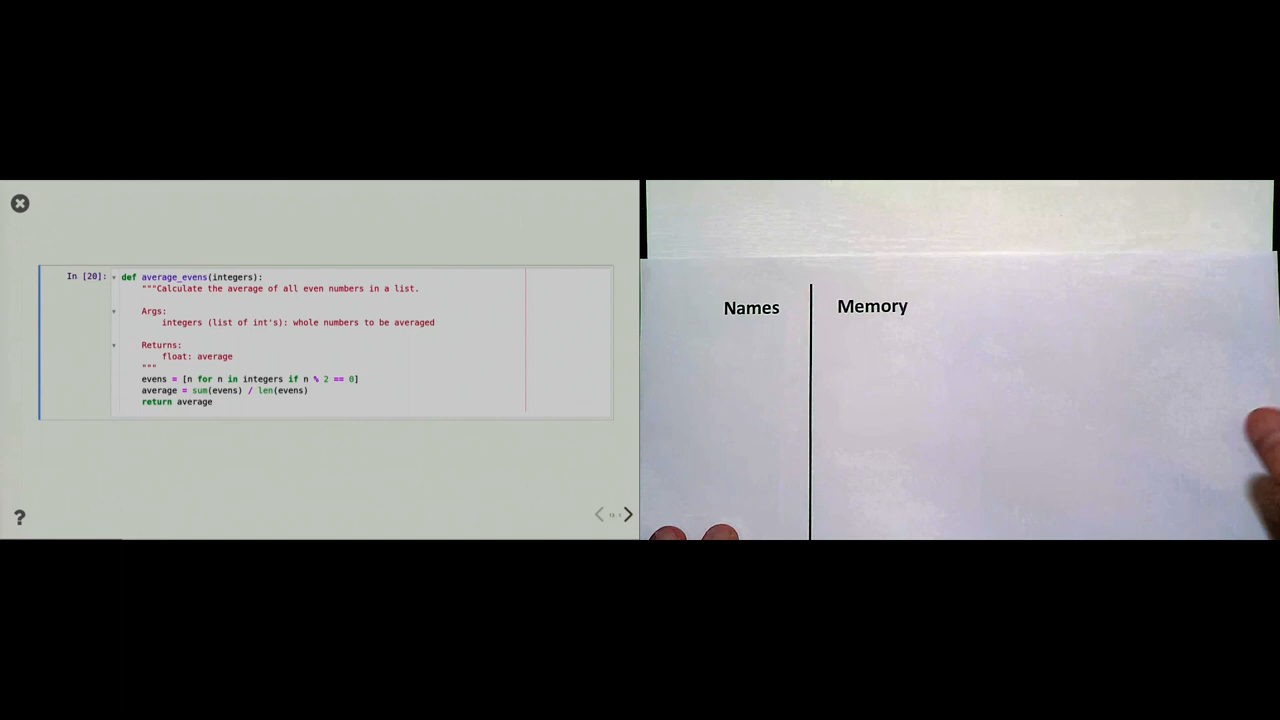 In [20]:
def average_evens(integers):
"""Calculate the average of all even numbers in a list.
Args:
integers (list of int's): whole numbers to be averaged
Returns:
float: average
"""
evens = [n for n in integers if n % 2 == 0]
average = sum(evens) / len(evens)
return average
?
Names
Memory